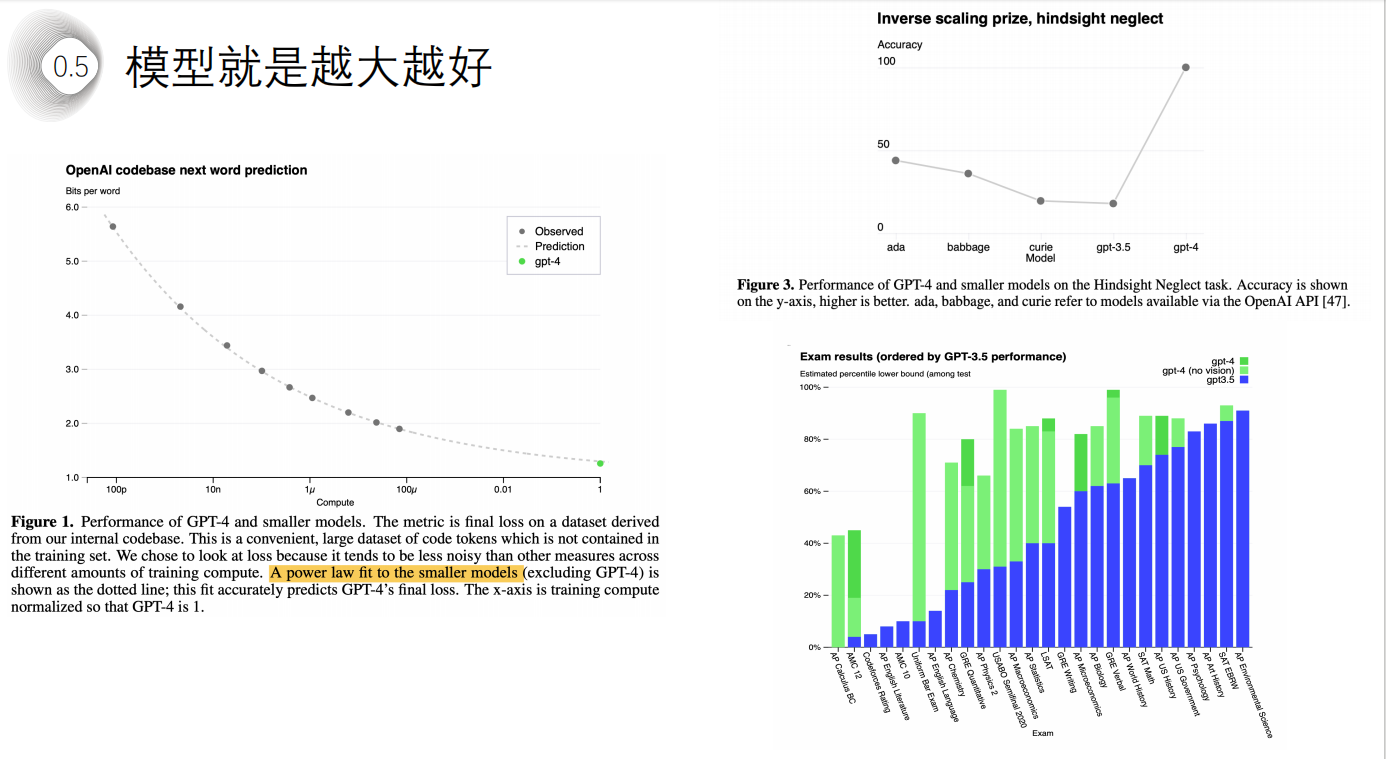 0.5
模型就是越大越好
OpenAI codebase next word prediction
Bits per word
6.0
5.0
4.0
3.0
2.0
1.0
Observed
Prediction
gpt-4
100p
10n
1µ
100µ
0.01
1
Compute
Figure 1. Performance of GPT-4 and smaller models. The metric is final loss on a dataset derived
from our internal codebase. This is a convenient, large dataset of code tokens which is not contained in
the training set. We chose to look at loss because it tends to be less noisy than other measures across
different amounts of training compute. A power law fit to the smaller models (excluding GPT-4) is
shown as the dotted line; this fit accurately predicts GPT-4's final loss. The x-axis is training compute
normalized so that GPT-4 is 1.
Inverse scaling prize, hindsight neglect
Accuracy
100
50
0
ada
babbage
curie
gpt-3.5
gpt-4
Model
Figure 3. Performance of GPT-4 and smaller models on the Hindsight Neglect task. Accuracy is shown
on the y-axis, higher is better. ada, babbage, and curie refer to models available via the OpenAI API [47].
Exam results (ordered by GPT-3.5 performance)
Estimated percentile lower bound (among test
gpt-4
gpt-4 (no vision)
gpt3.5
100%
80%
60%
40%
20%
0%
AP Calculus BC
AMC 12
Codeforces Rating
AP English Literature
AMC 10
Uniform Bar Exam
AP English Language
AP Chemistry
GRE Quantitative
AP Physics 2
USABO Semifinal 2020
AP Macroeconomics
AP Statistics
LSAT
GRE Writing
AP Microeconomics
AP Biology
GRE Verbal
AP World History
SAT Math
AP US History
AP US Government
AP Psychology
AP Art History
SAT EBRW
AP Environmental Science
Exam